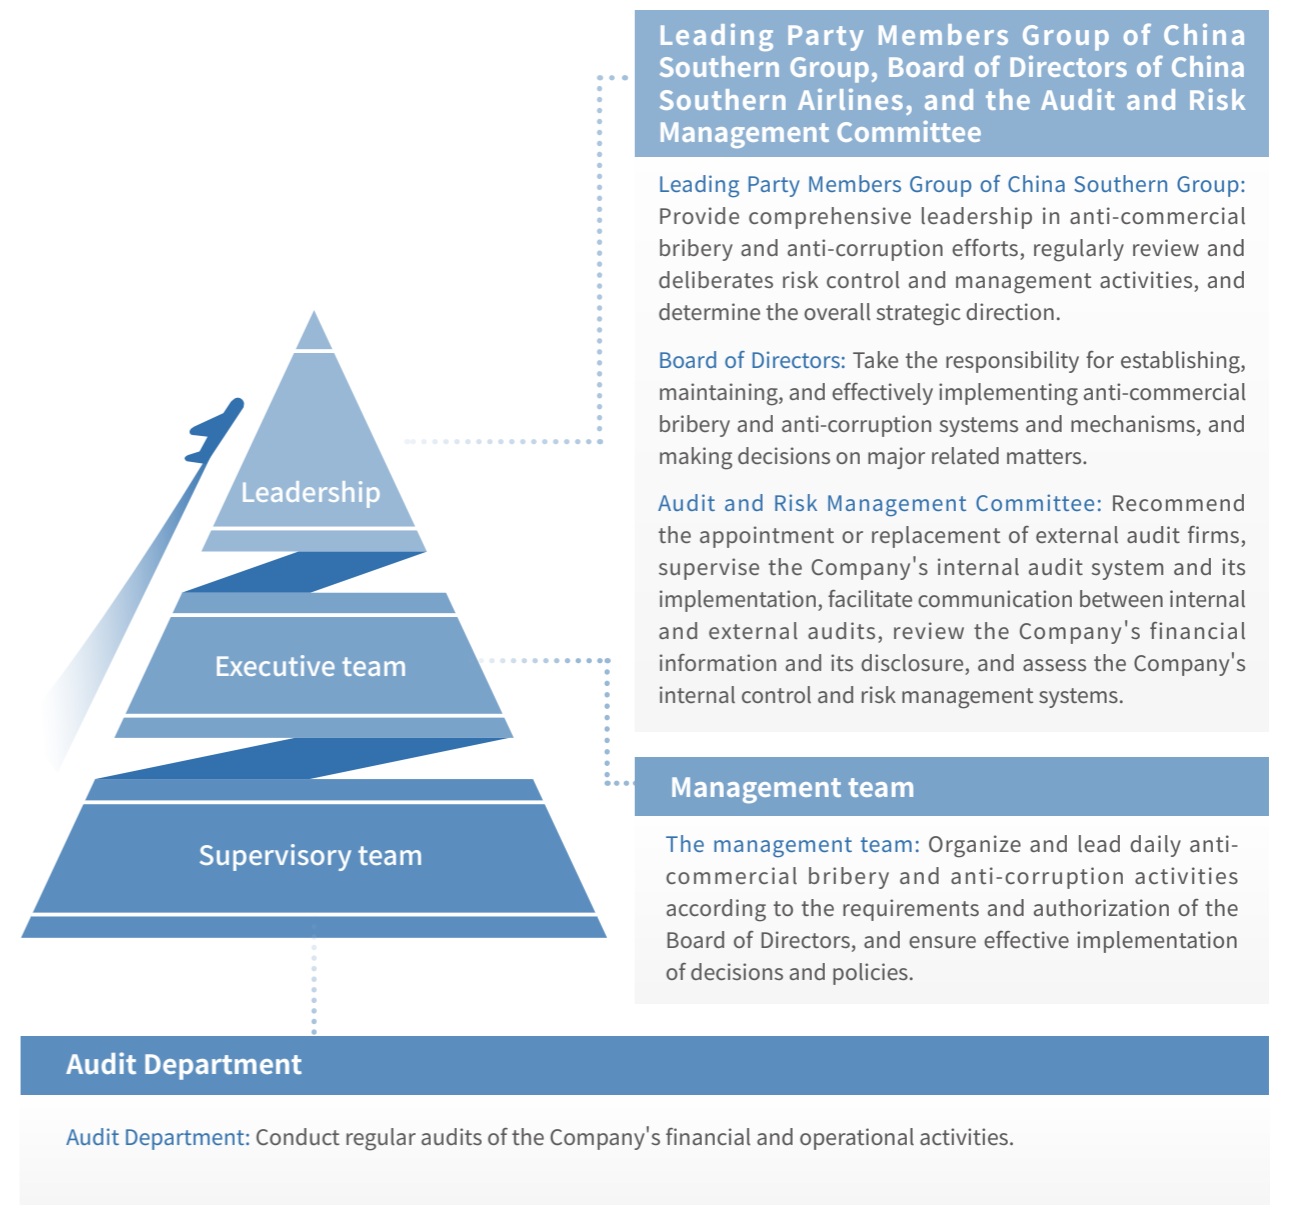 Leading Party Members Group of China
Southern Group, Board of Directors of China
Southern Airlines, and the Audit and Risk
Management Committee
Leading Party Members Group of China Southern Group:
Provide comprehensive leadership in anti-commercial
bribery and anti-corruption efforts, regularly review and
deliberates risk control and management activities, and
determine the overall strategic direction.
Board of Directors: Take the responsibility for establishing,
maintaining, and effectively implementing anti-commercial
bribery and anti-corruption systems and mechanisms, and
making decisions on major related matters.
Audit and Risk Management Committee: Recommend
the appointment or replacement of external audit firms,
supervise the Company's internal audit system and its
implementation, facilitate communication between internal
and external audits, review the Company's financial
information and its disclosure, and assess the Company's
internal control and risk management systems.
Leadership
Executive team
Supervisory team
Management team
The management team: Organize and lead daily anti-
commercial bribery and anti-corruption activities
according to the requirements and authorization of the
Board of Directors, and ensure effective implementation
of decisions and policies.
Audit Department
Audit Department: Conduct regular audits of the Company's financial and operational activities.